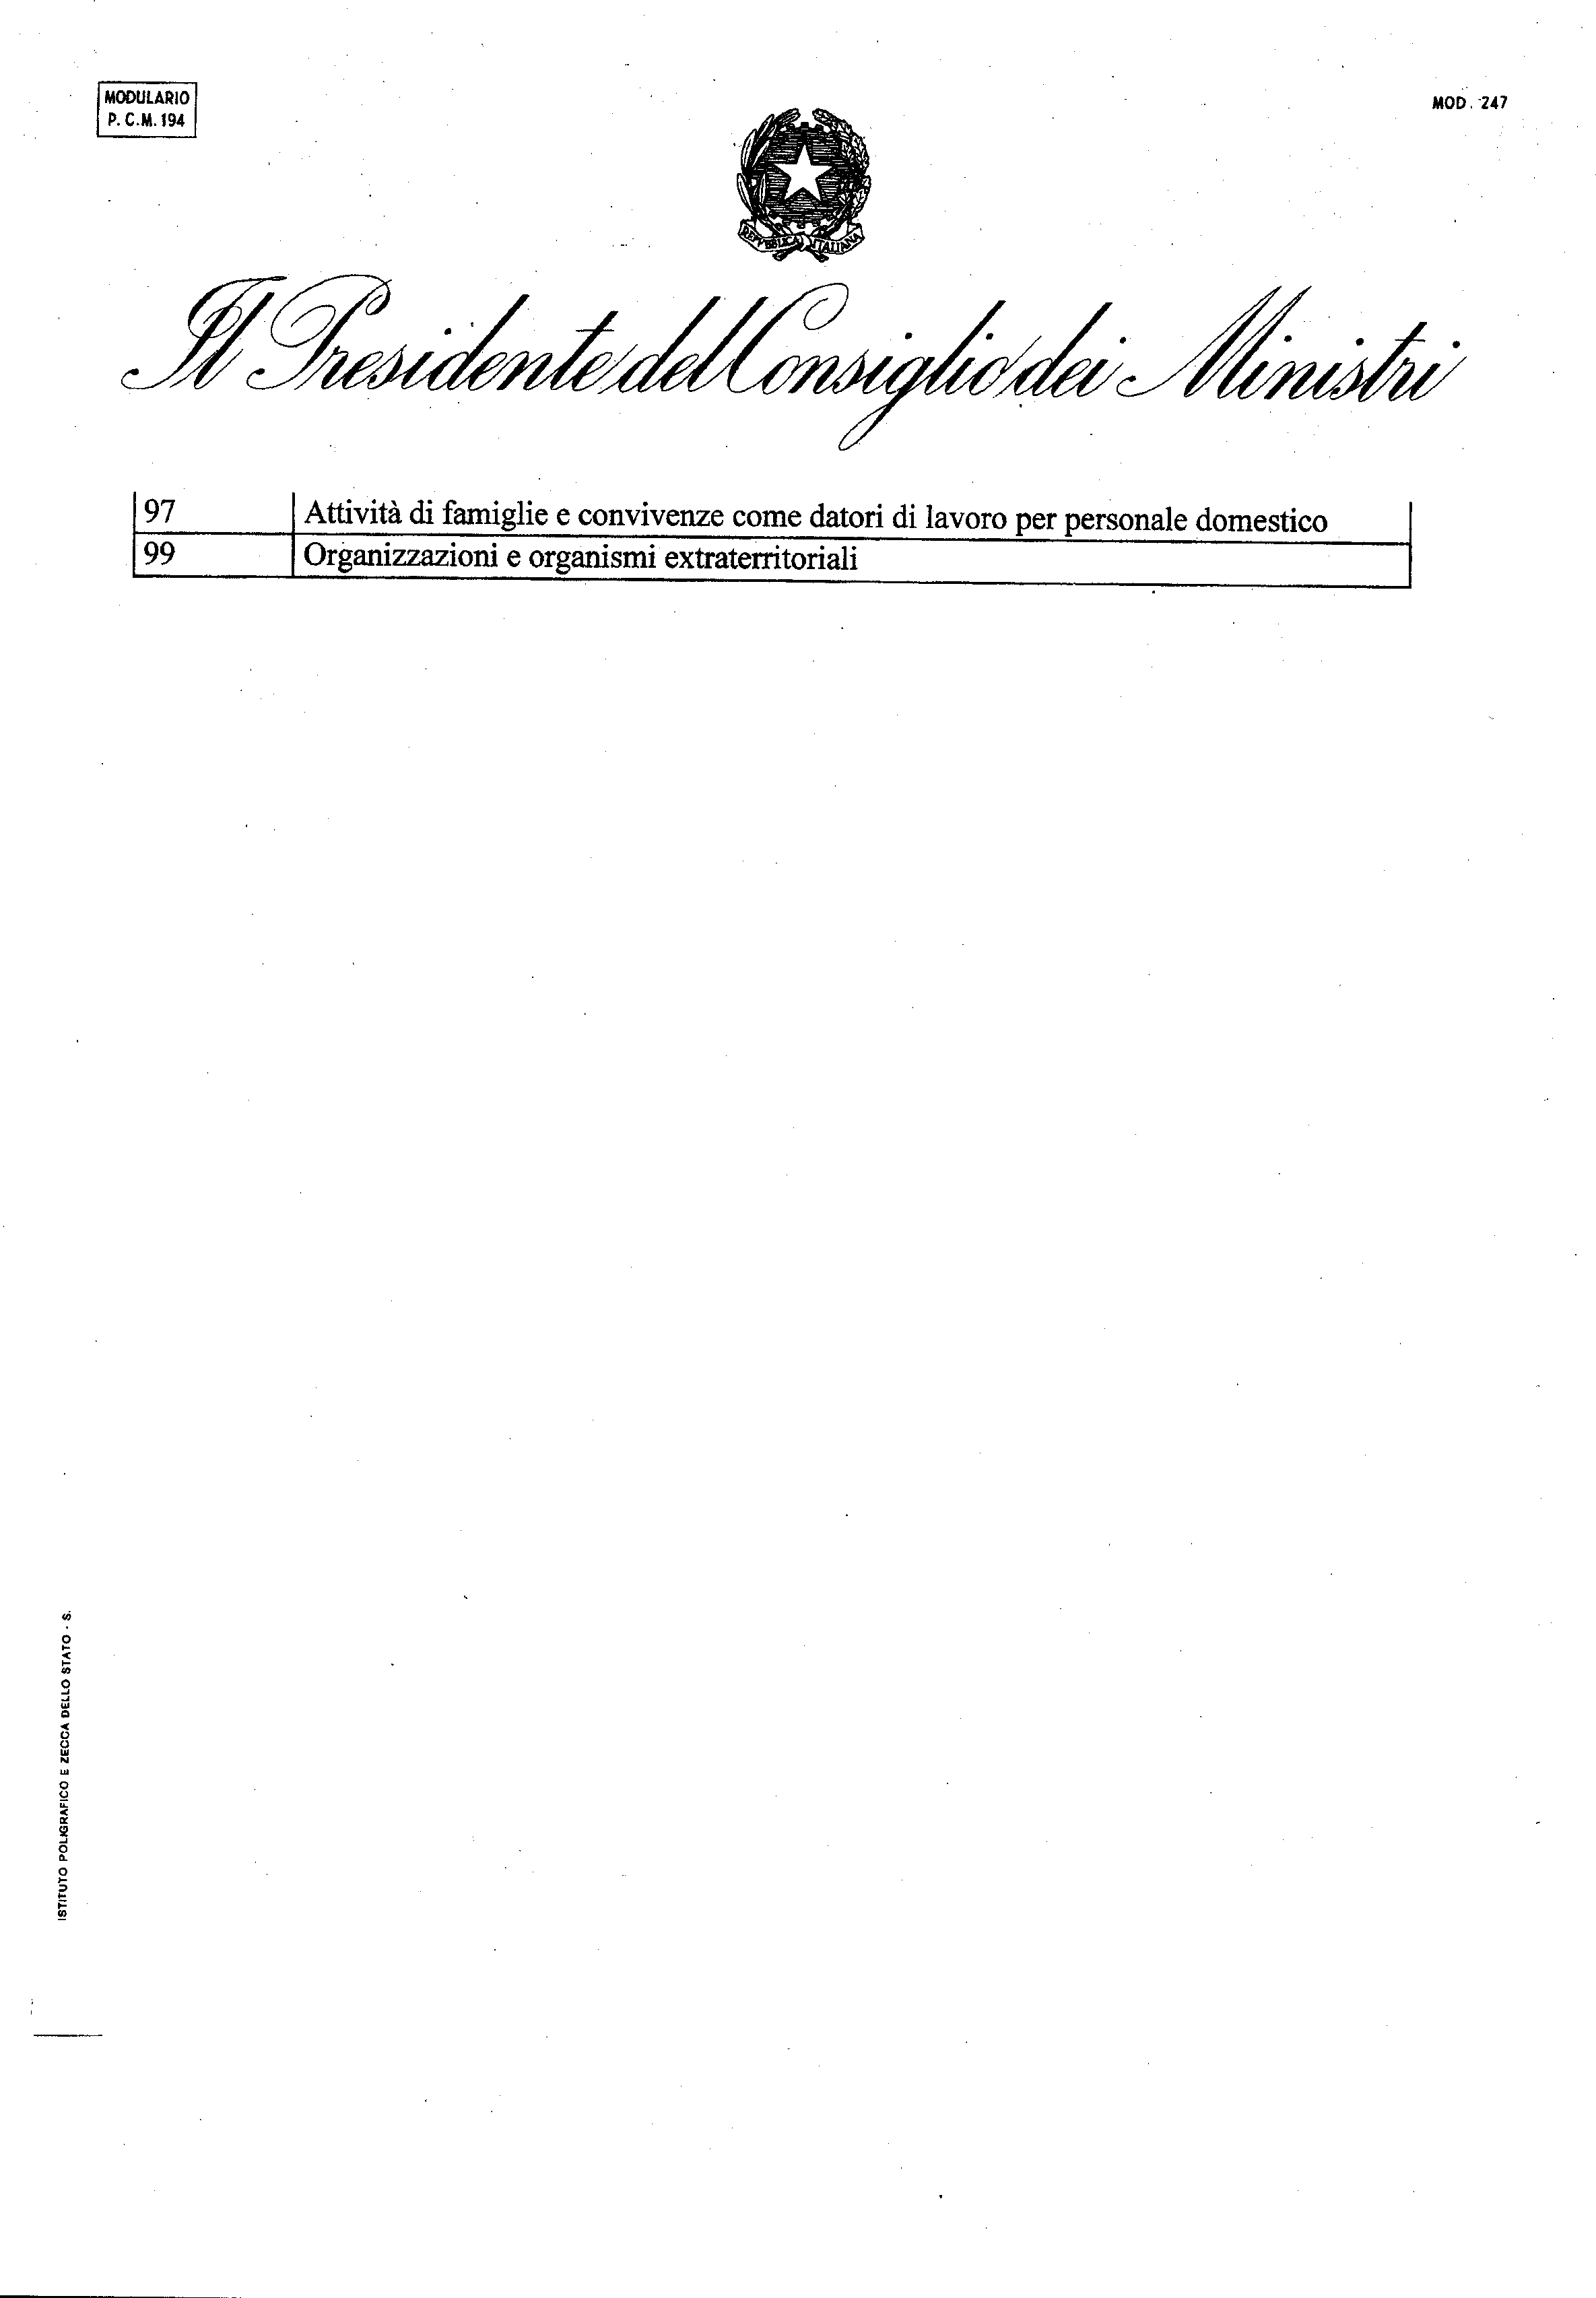 MODULARIO
P. C. M. 194
MOD. 247
REPVBBLICA ITALIANA
Il Presidente del Consiglio dei Ministri
97 Attività di famiglie e convivenze come datori di lavoro per personale domestico
99 Organizzazioni e organismi extraterritoriali
ISTITUTO POLIGRAFICO E ZECCA DELLO STATO - S.